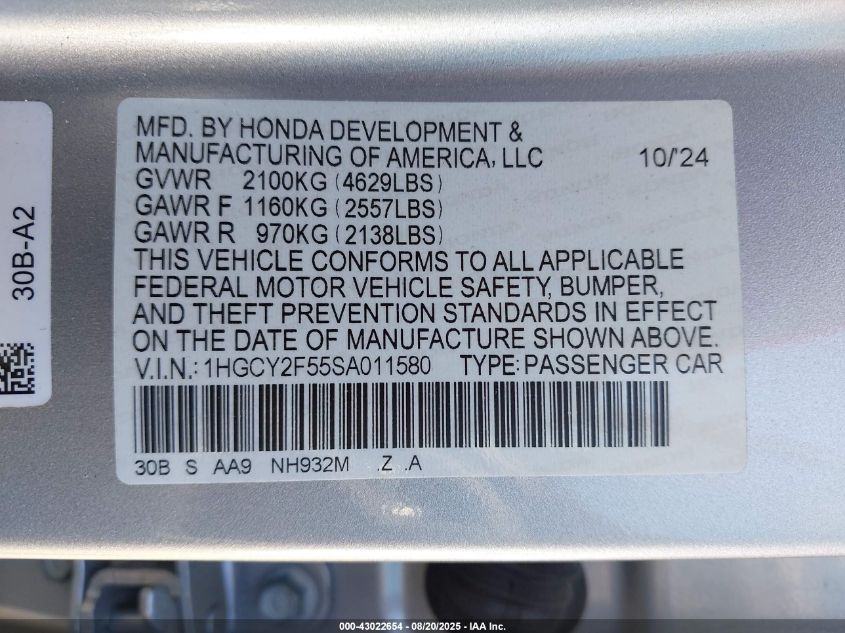 MFD. BY HONDA DEVELOPMENT &
MANUFACTURING OF AMERICA, LLC 10/'24
GVWR 2100KG (4629LBS)
GAWR F 1160KG (2557LBS)
GAWR R 970KG (2138LBS)
THIS VEHICLE CONFORMS TO ALL APPLICABLE
FEDERAL MOTOR VEHICLE SAFETY, BUMPER,
AND THEFT PREVENTION STANDARDS IN EFFECT
ON THE DATE OF MANUFACTURE SHOWN ABOVE.
V.I.N.: 1HGCY2F55SA011580 TYPE: PASSENGER CAR
30B S AA9 NH932M .Z .A
30B-A2
000-43022654 - 08/20/2025 - IAA Inc.